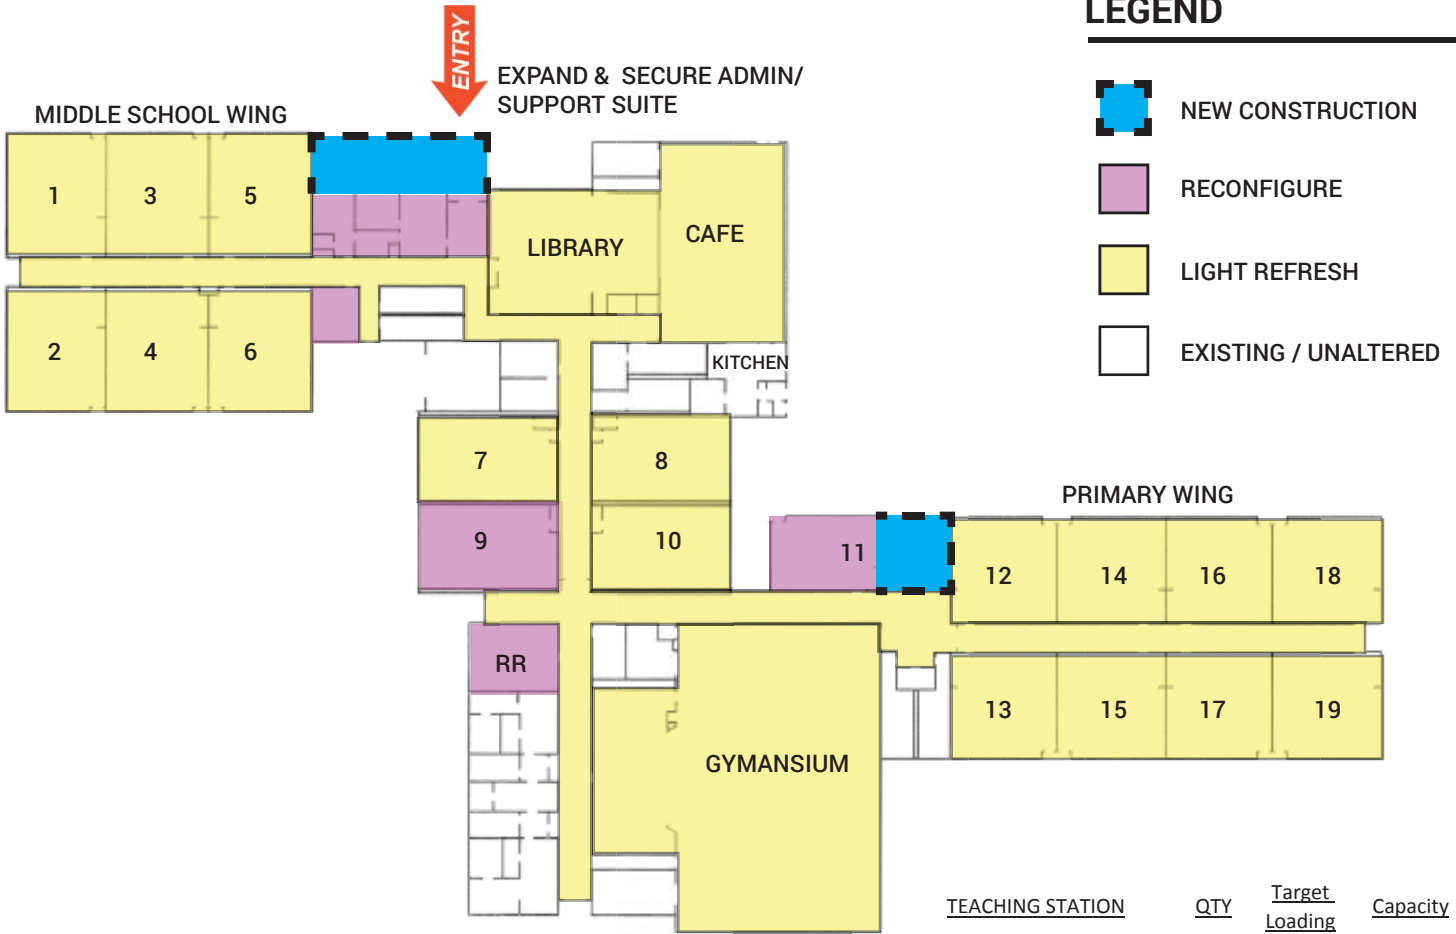 LEGEND
ENTRY
EXPAND & SECURE ADMIN/
SUPPORT SUITE
MIDDLE SCHOOL WING
NEW CONSTRUCTION
RECONFIGURE
LIGHT REFRESH
EXISTING / UNALTERED
1
3
5
LIBRARY
CAFE
2
4
6
KITCHEN
7
8
9
10
PRIMARY WING
11
12
14
16
18
RR
13
15
17
19
GYMANSIUM
TEACHING STATION
QTY
Target
Loading
Capacity